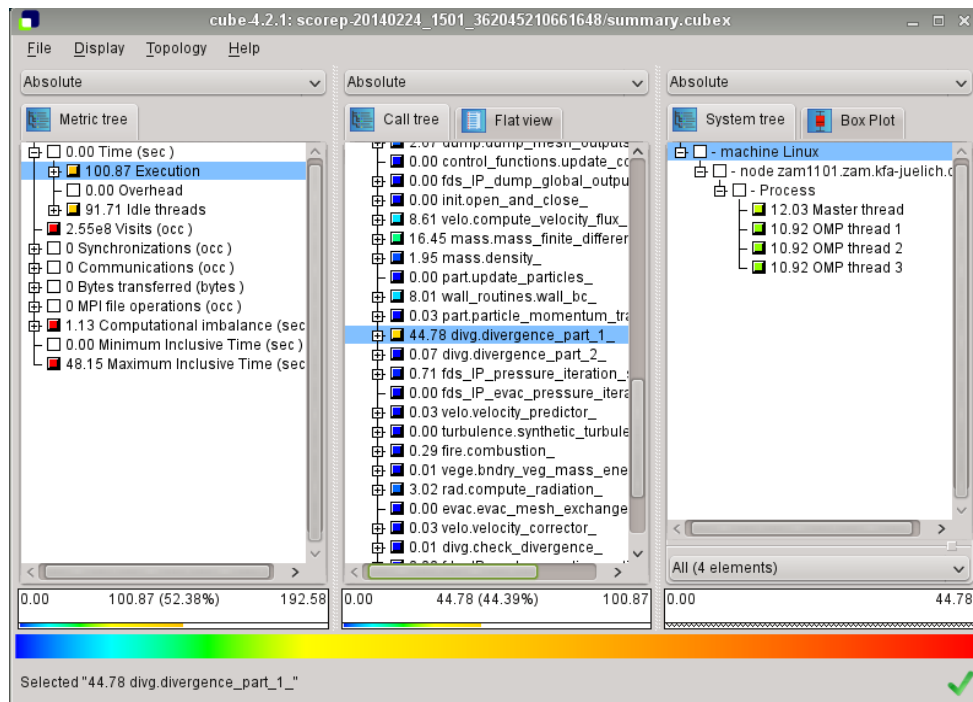 cube-4.2.1: scorep-20140224_1501_362045210661648/summary.cubex
File Display Topology Help
Absolute
Metric tree
0.00 Time (sec )
100.87 Execution
0.00 Overhead
91.71 Idle threads
2.55e8 Visits (occ )
0 Synchronizations (occ )
0 Communications (occ )
0 Bytes transferred (bytes )
0 MPI file operations (occ )
1.13 Computational imbalance (sec
0.00 Minimum Inclusive Time (sec )
48.15 Maximum Inclusive Time (sec
0.00 100.87 (52.38%) 192.58
Absolute
Call tree Flat view
2.07 dump.dump_mesh_outputs
0.00 control_functions.update_cc
0.00 fds_IP_dump_global_outpu
0.00 init.open_and_close_
8.61 velo.compute_velocity_flux_
16.45 mass.mass_finite_differer
1.95 mass.density_
0.00 part.update_particles_
8.01 wall_routines.wall_bc_
0.03 part.particle_momentum_tra
44.78 divg.divergence_part_1_
0.07 divg.divergence_part_2_
0.71 fds_IP_pressure_iteration_s
0.00 fds_IP_evac_pressure_itera
0.03 velo.velocity_predictor_
0.00 turbulence.synthetic_turbule
0.29 fire.combustion_
0.01 vege.bndry_veg_mass_ene
3.02 rad.compute_radiation_
0.00 evac.evac_mesh_exchange
0.03 velo.velocity_corrector_
0.01 divg.check_divergence_
0.00 44.78 (44.39%) 100.87
Absolute
System tree Box Plot
- machine Linux
- node zam1101.zam.kfa-juelich.d
- Process
12.03 Master thread
10.92 OMP thread 1
10.92 OMP thread 2
10.92 OMP thread 3
All (4 elements)
0.00 44.78
Selected "44.78 divg.divergence_part_1_"